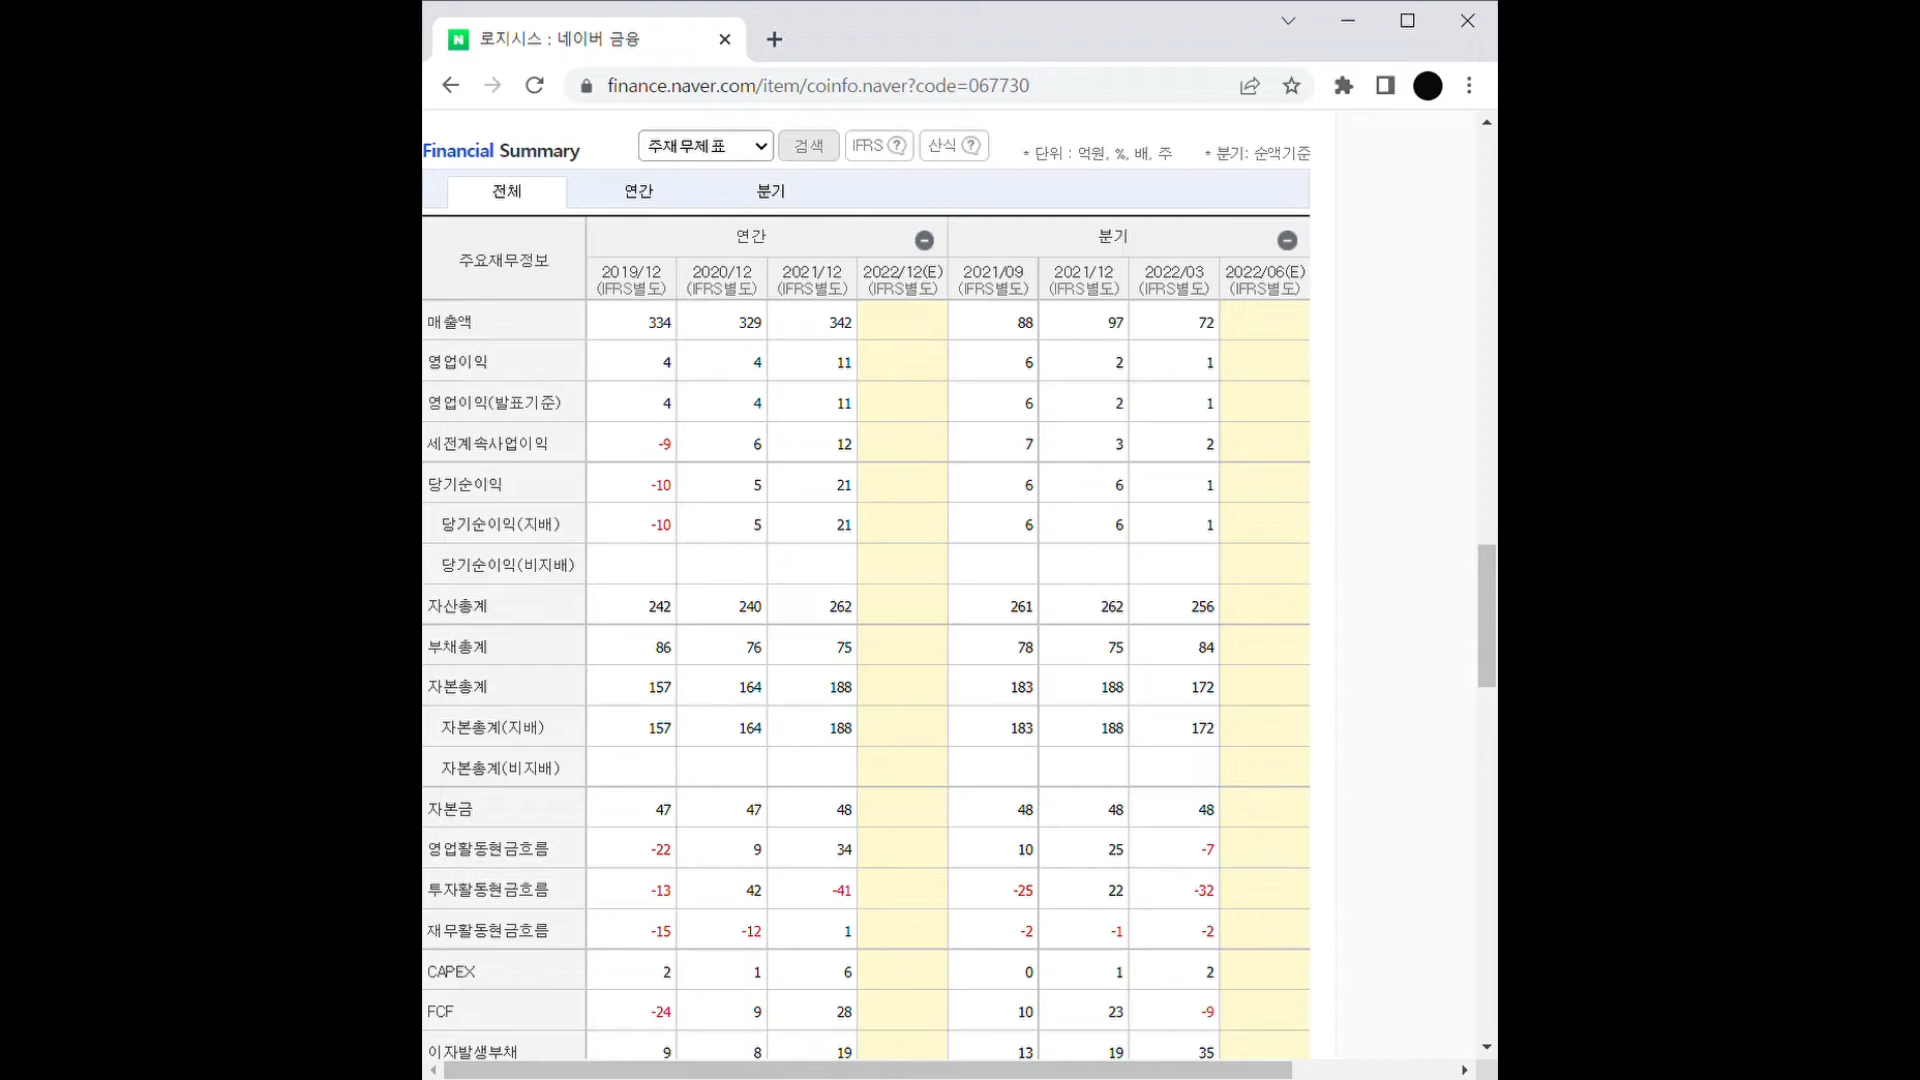 로지시스 : 네이버 금융
finance.naver.com/item/coinfo.naver?code=067730
Financial Summary 주재무제표 검색 IFRS ? 산식 ? * 단위 : 억원, %, 배, 주 * 분기: 순액기준
전체 연간 분기
주요재무정보 연간 분기
2019/12 2020/12 2021/12 2022/12(E) 2021/09 2021/12 2022/03 2022/06(E)
(IFRS별도) (IFRS별도) (IFRS별도) (IFRS별도) (IFRS별도) (IFRS별도) (IFRS별도) (IFRS별도)
매출액 334 329 342 88 97 72
영업이익 4 4 11 6 2 1
영업이익(발표기준) 4 4 11 6 2 1
세전계속사업이익 -9 6 12 7 3 2
당기순이익 -10 5 21 6 6 1
당기순이익(지배) -10 5 21 6 6 1
당기순이익(비지배)
자산총계 242 240 262 261 262 256
부채총계 86 76 75 78 75 84
자본총계 157 164 188 183 188 172
자본총계(지배) 157 164 188 183 188 172
자본총계(비지배)
자본금 47 47 48 48 48 48
영업활동현금흐름 -22 9 34 10 25 -7
투자활동현금흐름 -13 42 -41 -25 22 -32
재무활동현금흐름 -15 -12 1 -2 -1 -2
CAPEX 2 1 6 0 1 2
FCF -24 9 28 10 23 -9
이자발생부채 9 8 19 13 19 35